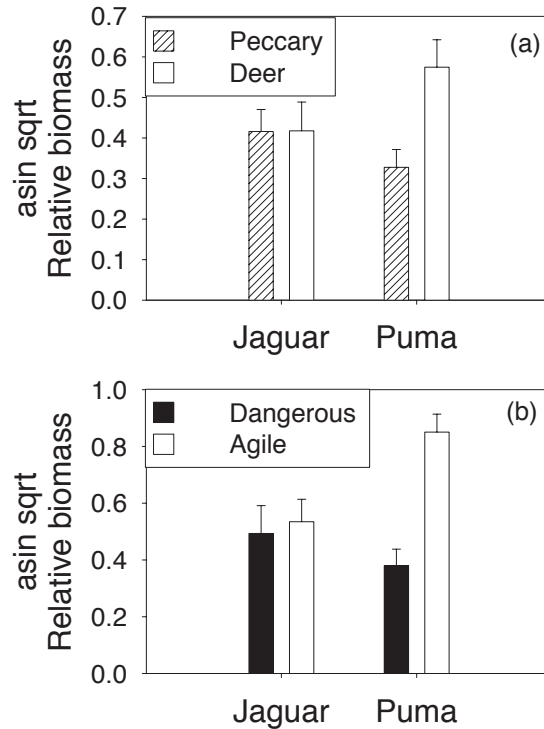 0.7
0.6
0.5
0.4
0.3
0.2
0.1
0.0
asin sqrt
Relative biomass
Peccary
Deer
(a)
Jaguar Puma
1.0
0.8
0.6
0.4
0.2
0.0
asin sqrt
Relative biomass
Dangerous
Agile
(b)
Jaguar Puma